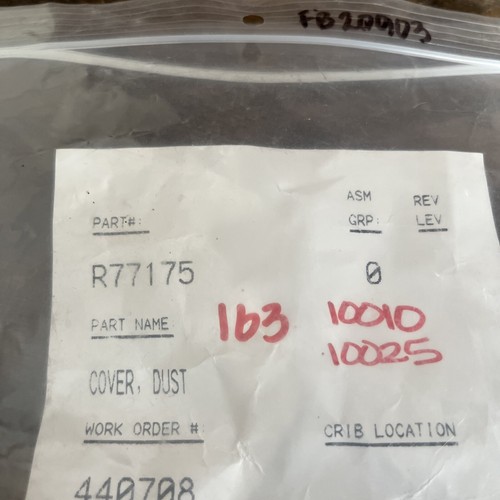 FB20903
ASM REV
PART#: GRP: LEV
R77175 0
PART NAME 163 10010
10025
COVER, DUST
WORK ORDER #: CRIB LOCATION
440708